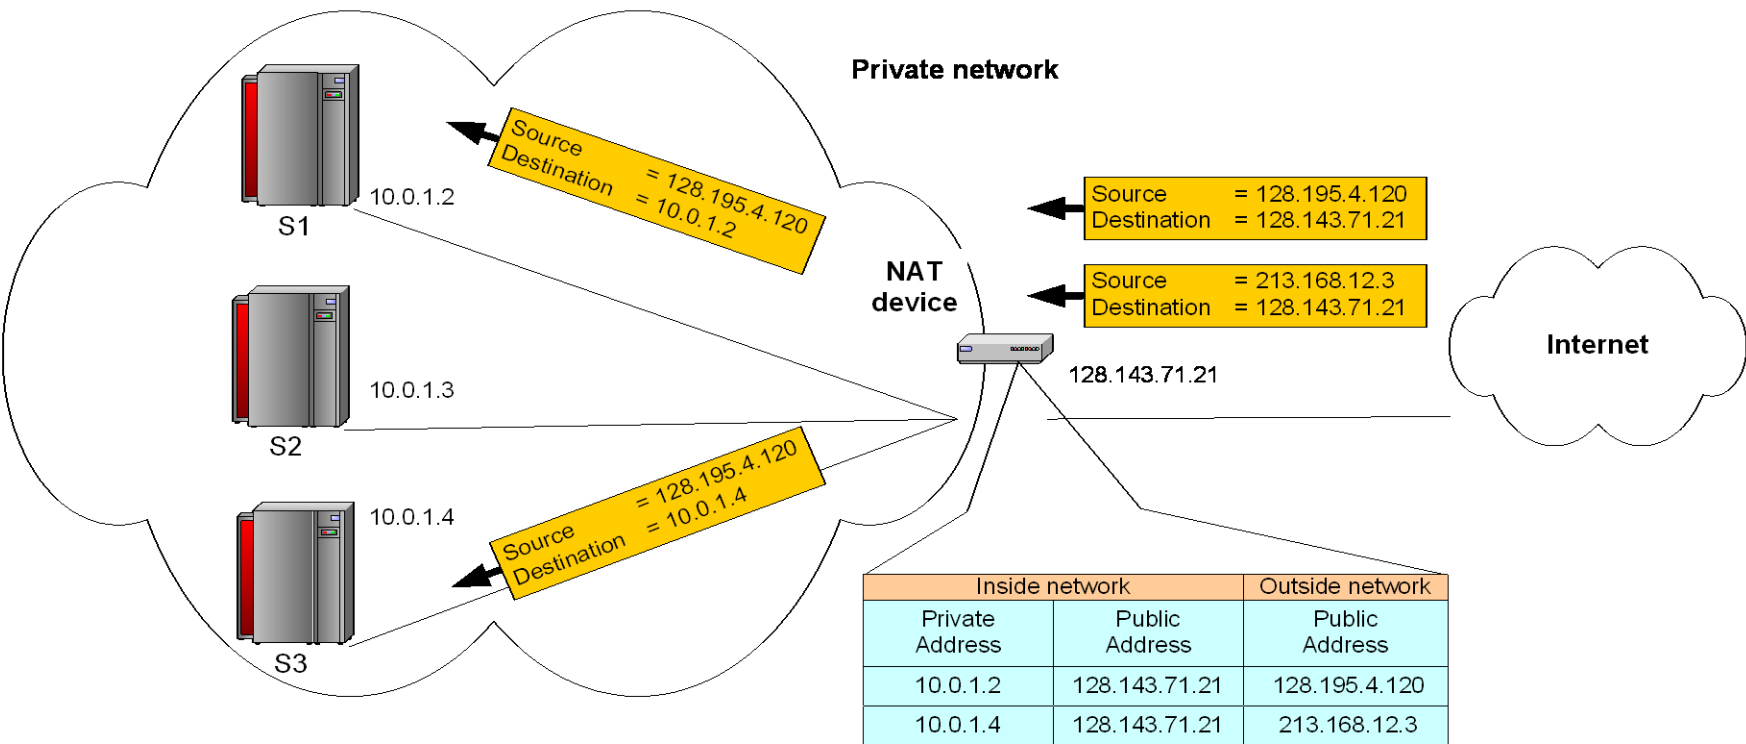 Private network
Source = 128.195.4.120
Destination = 10.0.1.2
10.0.1.2
S1
Source = 128.195.4.120
Destination = 128.143.71.21
NAT
device
Source = 213.168.12.3
Destination = 128.143.71.21
Internet
128.143.71.21
10.0.1.3
S2
Source = 128.195.4.120
Destination = 10.0.1.4
10.0.1.4
S3
Inside network Outside network
Private Address Public Address Public Address
10.0.1.2 128.143.71.21 128.195.4.120
10.0.1.4 128.143.71.21 213.168.12.3